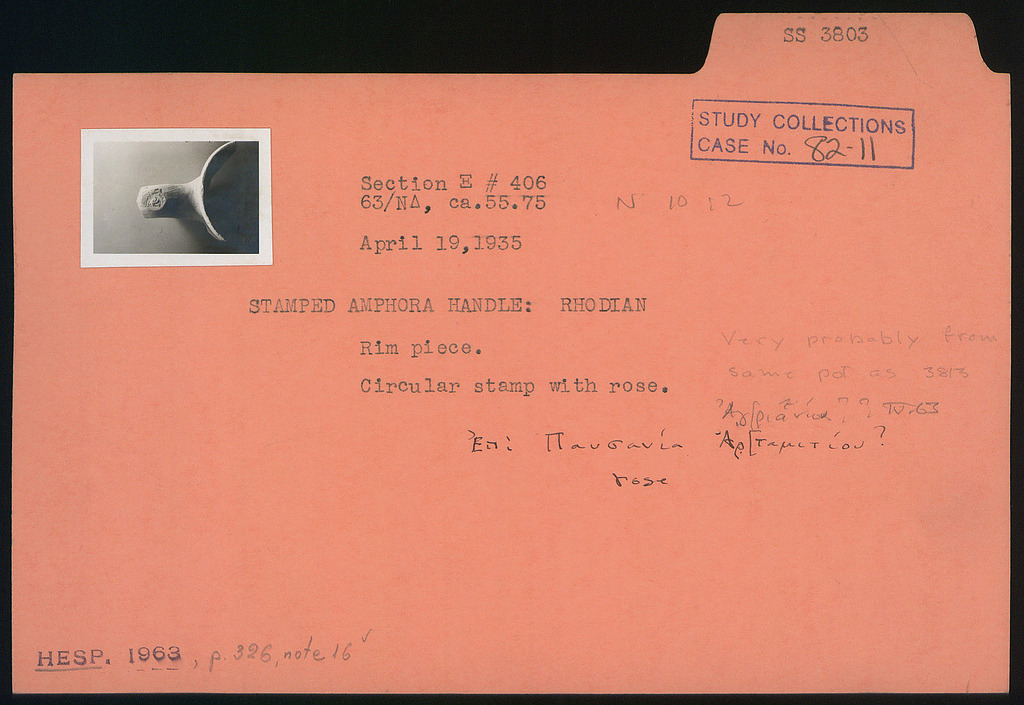 SS 3803
STUDY COLLECTIONS
CASE No. 82-11
Section Ξ # 406
63/ΝΔ, ca.55.75
N 10:12
April 19,1935
STAMPED AMPHORA HANDLE: RHODIAN
Rim piece.
Circular stamp with rose.
Very probably from
same pot as 3813
IV-63
Ἐπὶ Παυσανία Ἀρ[ταμιτίου?
rose
HESP. 1963, p. 326, note 16